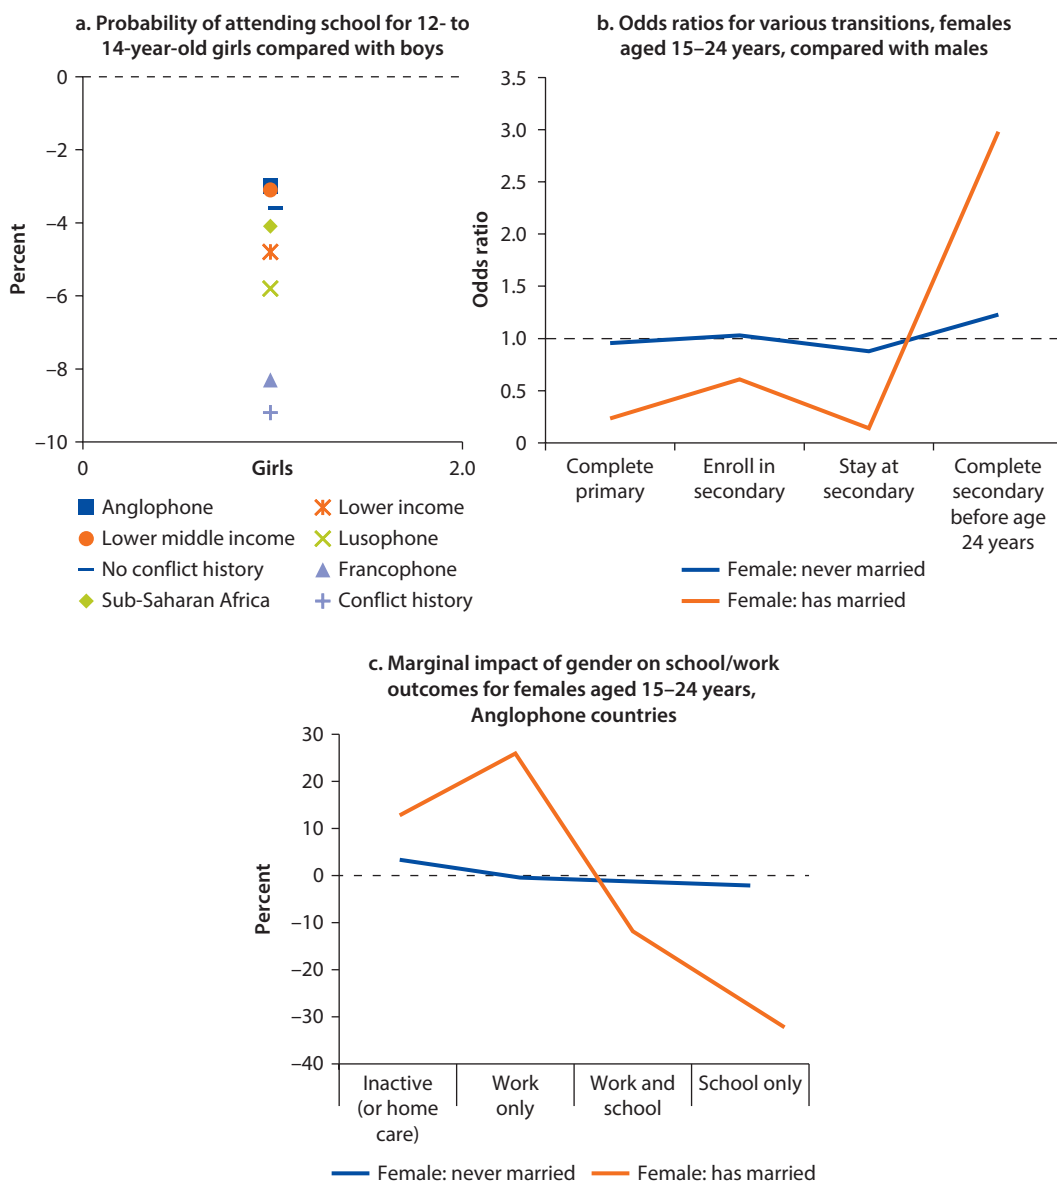 a. Probability of attending school for 12- to
14-year-old girls compared with boys
0
–2
–4
–6
–8
–10
Percent
0
Girls
2.0
Anglophone
Lower income
Lower middle income
Lusophone
No conflict history
Francophone
Sub-Saharan Africa
Conflict history
b. Odds ratios for various transitions, females
aged 15–24 years, compared with males
3.5
3.0
2.5
2.0
1.5
1.0
0.5
0
Odds ratio
Complete
primary
Enroll in
secondary
Stay at
secondary
Complete
secondary
before age
24 years
Female: never married
Female: has married
c. Marginal impact of gender on school/work
outcomes for females aged 15–24 years,
Anglophone countries
30
20
10
0
–10
–20
–30
–40
Percent
Inactive
(or home
care)
Work
only
Work and
school
School only
Female: never married
Female: has married